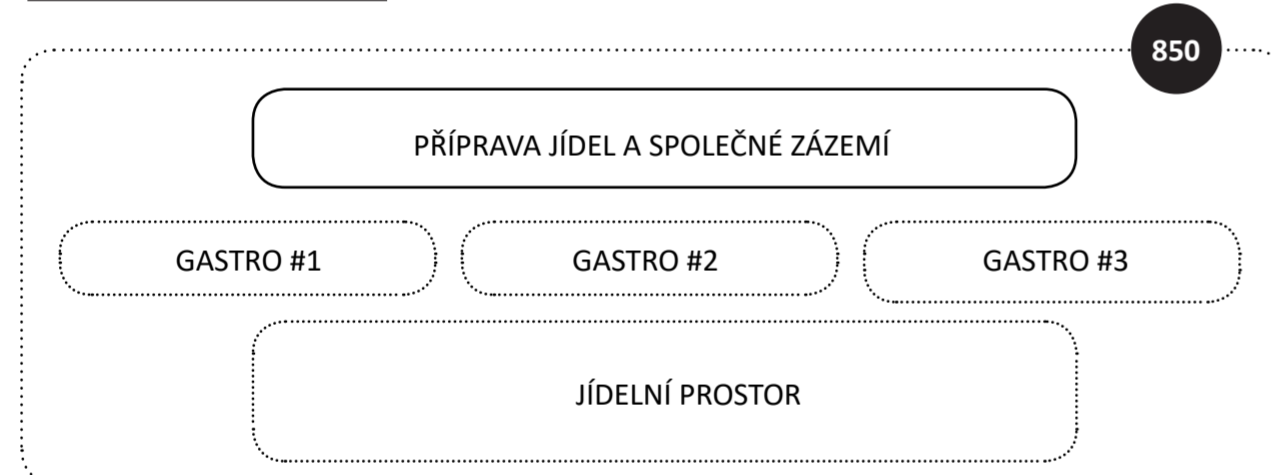 850
PŘÍPRAVA JÍDEL A SPOLEČNÉ ZÁZEMÍ
GASTRO #1
GASTRO #2
GASTRO #3
JÍDELNÍ PROSTOR